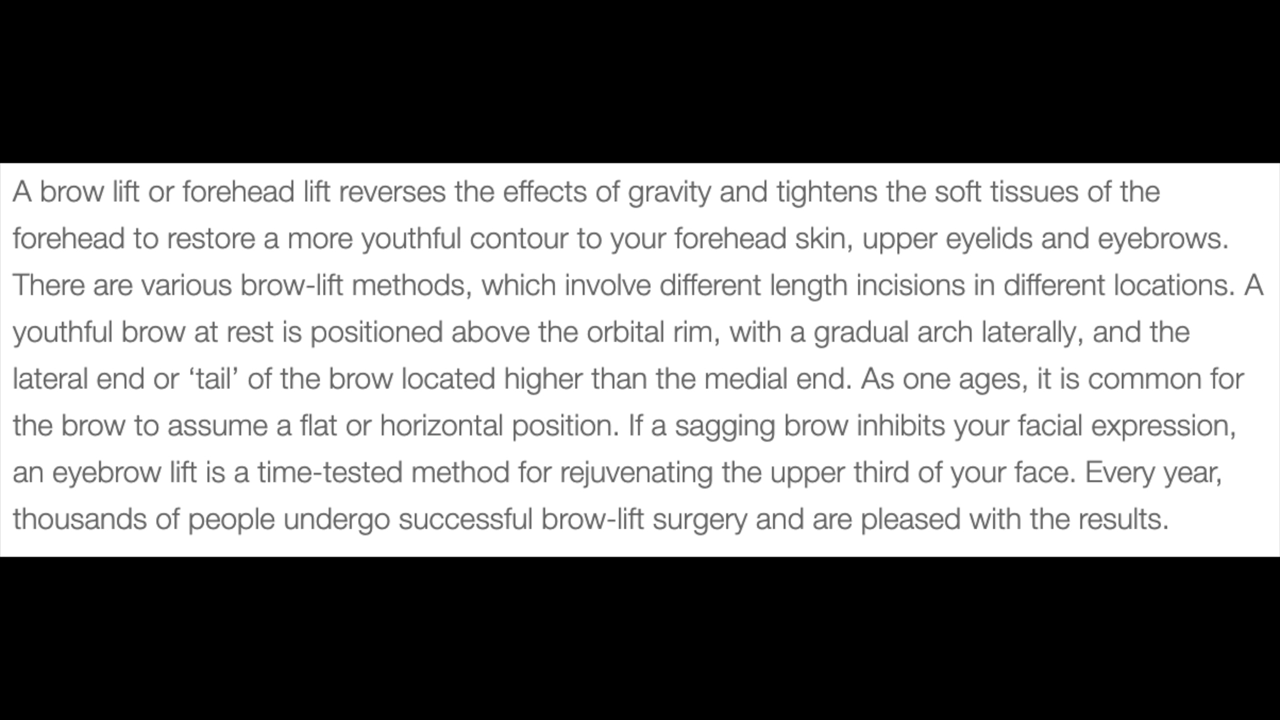 A brow lift or forehead lift reverses the effects of gravity and tightens the soft tissues of the
forehead to restore a more youthful contour to your forehead skin, upper eyelids and eyebrows.
There are various brow-lift methods, which involve different length incisions in different locations. A
youthful brow at rest is positioned above the orbital rim, with a gradual arch laterally, and the
lateral end or ‘tail’ of the brow located higher than the medial end. As one ages, it is common for
the brow to assume a flat or horizontal position. If a sagging brow inhibits your facial expression,
an eyebrow lift is a time-tested method for rejuvenating the upper third of your face. Every year,
thousands of people undergo successful brow-lift surgery and are pleased with the results.